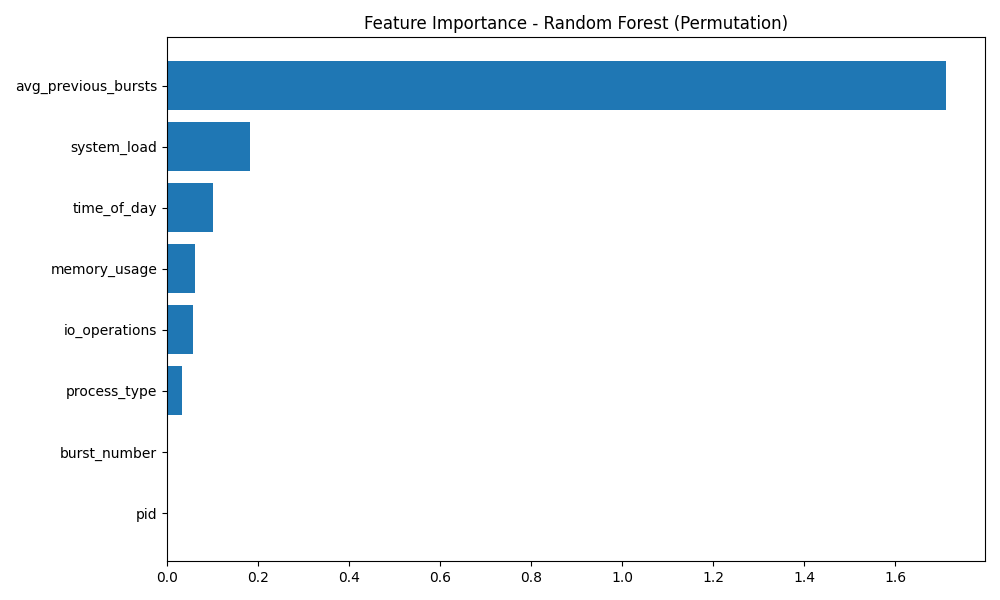 Feature Importance - Random Forest (Permutation)
avg_previous_bursts
system_load
time_of_day
memory_usage
io_operations
process_type
burst_number
pid
0.0 0.2 0.4 0.6 0.8 1.0 1.2 1.4 1.6